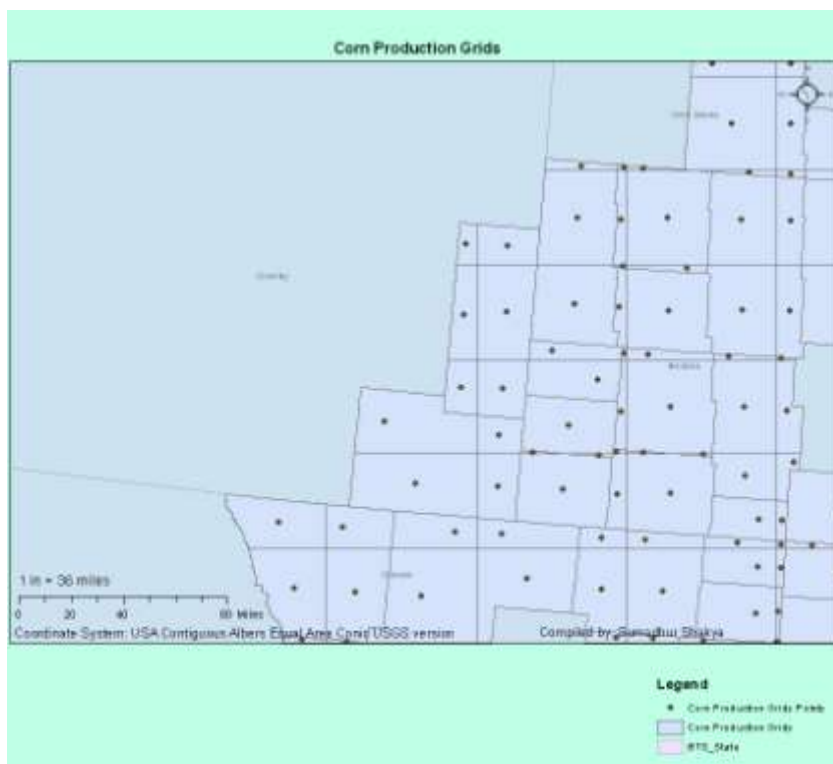 Corn Production Grids
1 in = 36 miles
0 20 40 80 Miles
Coordinate System: USA Contiguous Albers Equal Area Conic USGS version
Compiled by:
Legend
Corn Production Grids Points
Corn Production Grids
BTS_State